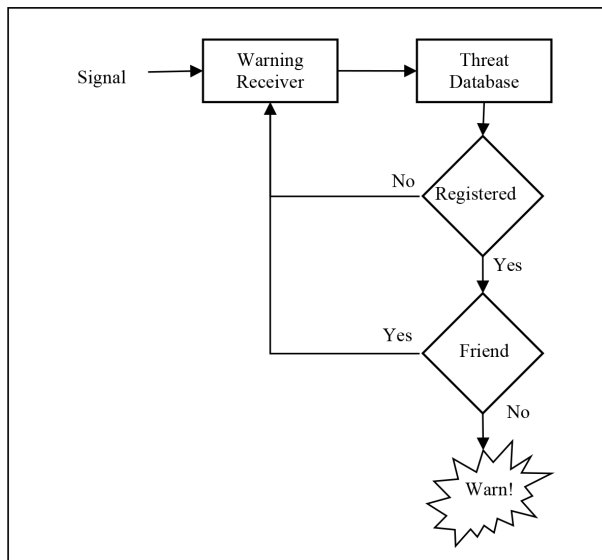 Signal
Warning
Receiver
Threat
Database
No
Registered
Yes
Yes
Friend
No
Warn!